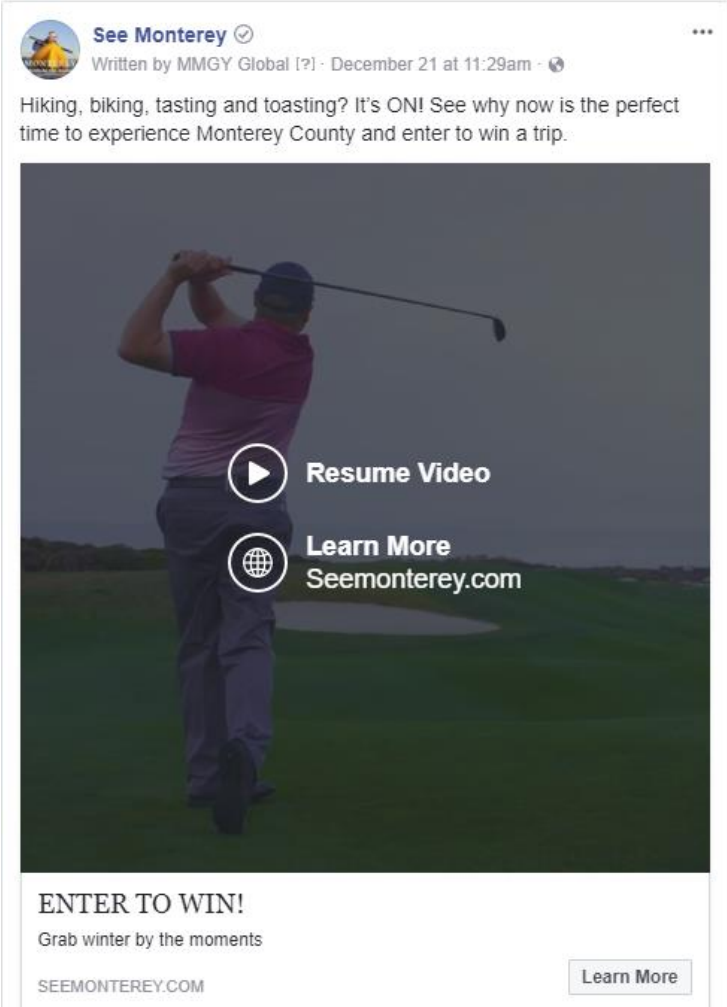 See Monterey
Written by MMGY Global [?] · December 21 at 11:29am ·
Hiking, biking, tasting and toasting? It's ON! See why now is the perfect
time to experience Monterey County and enter to win a trip.
Resume Video
Learn More
Seemonterey.com
ENTER TO WIN!
Grab winter by the moments
SEEMONTEREY.COM
Learn More